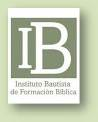 IB
Instituto Bautista
de Formación Bíblica